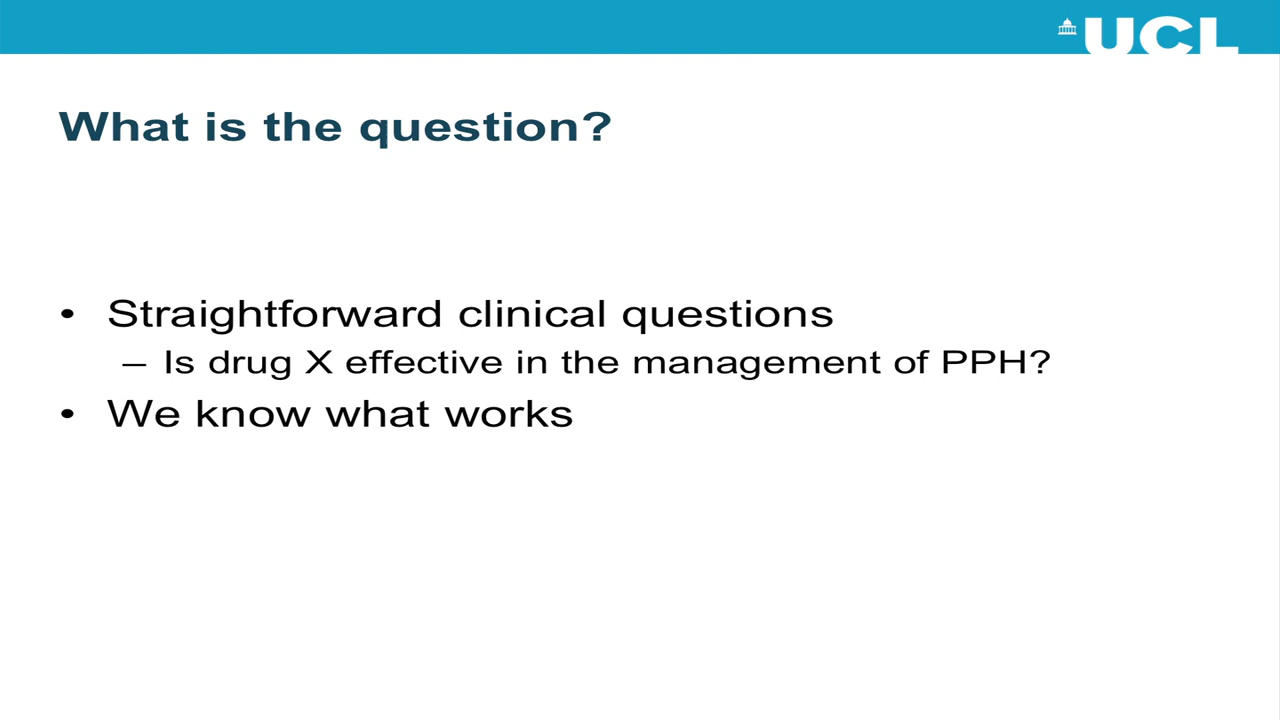 UCL
What is the question?
• Straightforward clinical questions
– Is drug X effective in the management of PPH?
• We know what works